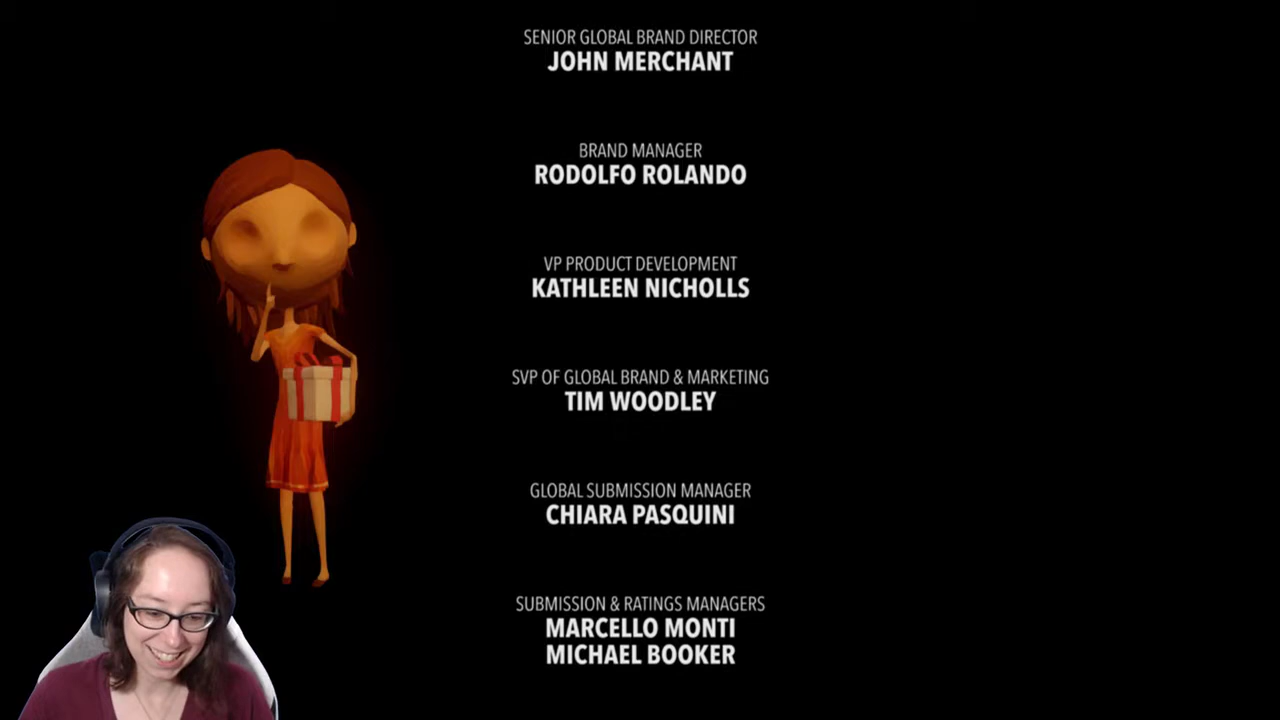 SENIOR GLOBAL BRAND DIRECTOR
JOHN MERCHANT
BRAND MANAGER
RODOLFO ROLANDO
VP PRODUCT DEVELOPMENT
KATHLEEN NICHOLLS
SVP OF GLOBAL BRAND & MARKETING
TIM WOODLEY
GLOBAL SUBMISSION MANAGER
CHIARA PASQUINI
SUBMISSION & RATINGS MANAGERS
MARCELLO MONTI
MICHAEL BOOKER